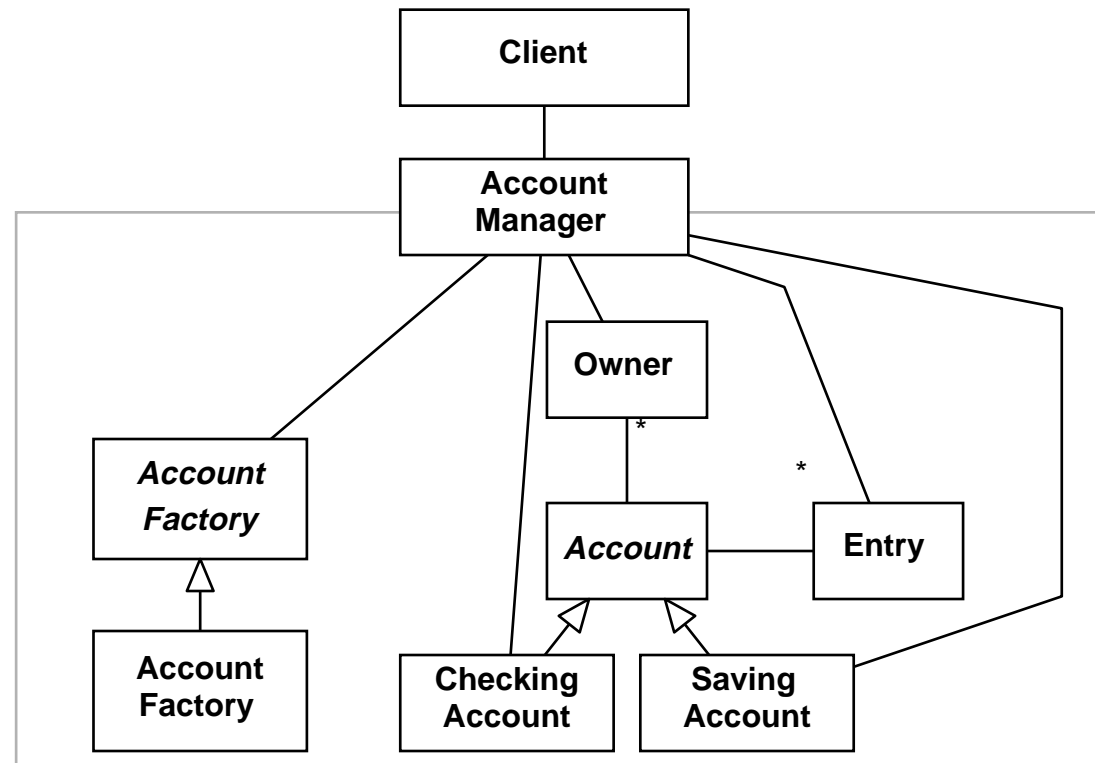 Client
Account
Manager
Owner
*
Account
Factory
*
Account
Entry
Account
Factory
Checking
Account
Saving
Account